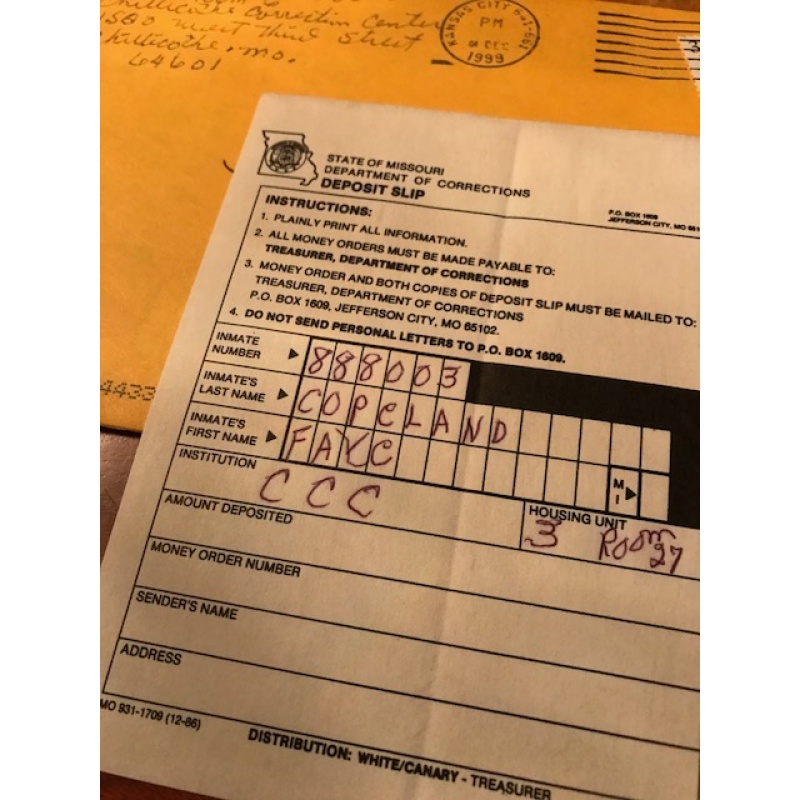 Correction Center
1500 West Third Street
Chillicothe, mo.
64601
KANSAS CITY
PM
01 DEC
1999
3
4433
STATE OF MISSOURI
DEPARTMENT OF CORRECTIONS
DEPOSIT SLIP
P.O. BOX 1609
JEFFERSON CITY, MO
INSTRUCTIONS:
1. PLAINLY PRINT ALL INFORMATION.
2. ALL MONEY ORDERS MUST BE MADE PAYABLE TO:
TREASURER, DEPARTMENT OF CORRECTIONS
3. MONEY ORDER AND BOTH COPIES OF DEPOSIT SLIP MUST BE MAILED TO:
TREASURER, DEPARTMENT OF CORRECTIONS
P.O. BOX 1609, JEFFERSON CITY, MO 65102.
4. DO NOT SEND PERSONAL LETTERS TO P.O. BOX 1609.
INMATE
NUMBER 888003
INMATE'S
LAST NAME COPELAND
INMATE'S
FIRST NAME FAYE
M
I
INSTITUTION CCC
HOUSING UNIT
3 Room 27
AMOUNT DEPOSITED
MONEY ORDER NUMBER
SENDER'S NAME
ADDRESS
MO 931-1709 (12-86)
DISTRIBUTION: WHITE/CANARY - TREASURER